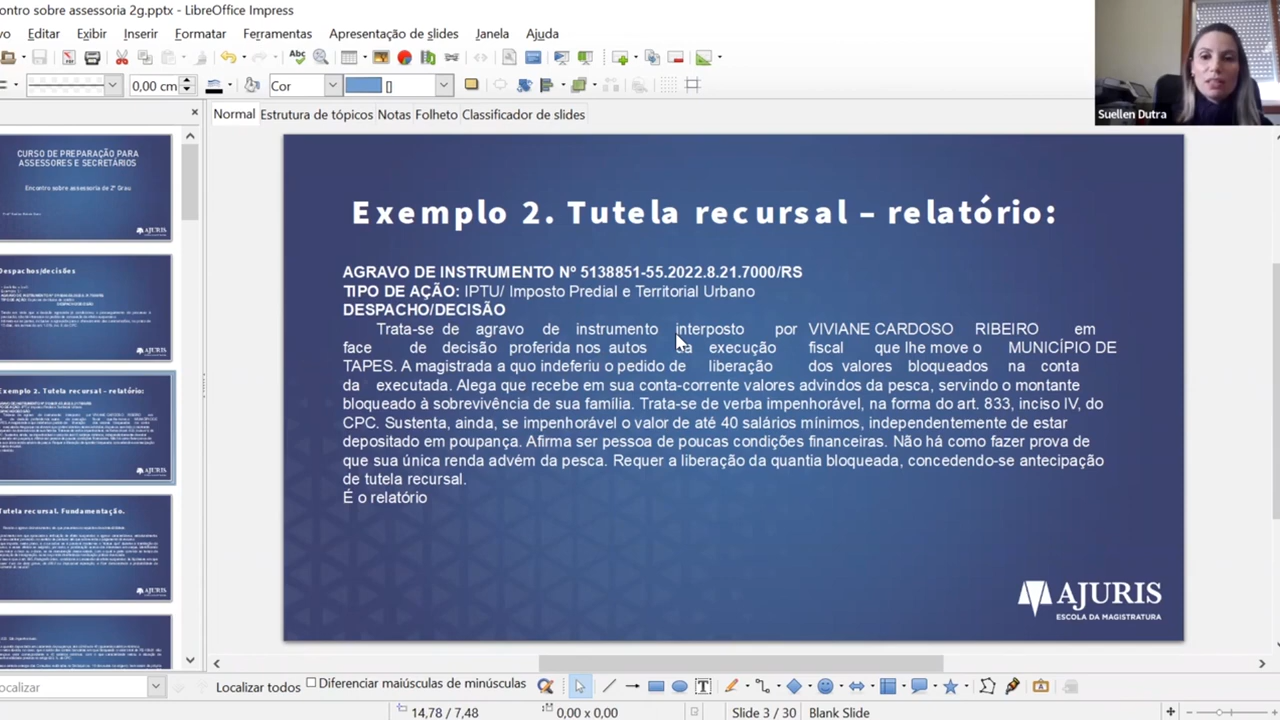 ontro sobre assessoria 2g.pptx - LibreOffice Impress
vo Editar Exibir Inserir Formatar Ferramentas Apresentação de slides Janela Ajuda
0,00 cm Cor
Suellen Dutra
Normal Estrutura de tópicos Notas Folheto Classificador de slides
CURSO DE PREPARAÇÃO PARA
ASSESSORES E SECRETÁRIOS
Encontro sobre assessoria de 2º Grau
AJURIS
Despachos/decisões
AJURIS
Exemplo 2. Tutela recursal – relatório:
AJURIS
Tutela recursal. Fundamentação.
AJURIS
Exemplo 2. Tutela recursal – relatório:
AGRAVO DE INSTRUMENTO Nº 5138851-55.2022.8.21.7000/RS
TIPO DE AÇÃO: IPTU/ Imposto Predial e Territorial Urbano
DESPACHO/DECISÃO
Trata-se de agravo de instrumento interposto por VIVIANE CARDOSO RIBEIRO em
face de decisão proferida nos autos da execução fiscal que lhe move o MUNICÍPIO DE
TAPES. A magistrada a quo indeferiu o pedido de liberação dos valores bloqueados na conta
da executada. Alega que recebe em sua conta-corrente valores advindos da pesca, servindo o montante
bloqueado à subsistência de sua família. Trata-se de quantia impenhorável, na forma do art. 833, inciso IV, do
CPC. Sustenta, ainda, ser impenhorável o valor de até 40 salários mínimos, independentemente de estar
depositado em poupança. Afirma ser pessoa de poucas condições financeiras. Não há como fazer prova de
que sua única renda advém da pesca. Requer a liberação da quantia bloqueada, concedendo-se antecipação
de tutela recursal.
É o relatório
AJURIS
ESCOLA DA MAGISTRATURA
ocalizar Localizar todos Diferenciar maiúsculas de minúsculas
14,78 / 7,48 0,00 x 0,00 Slide 3 / 30 Blank Slide